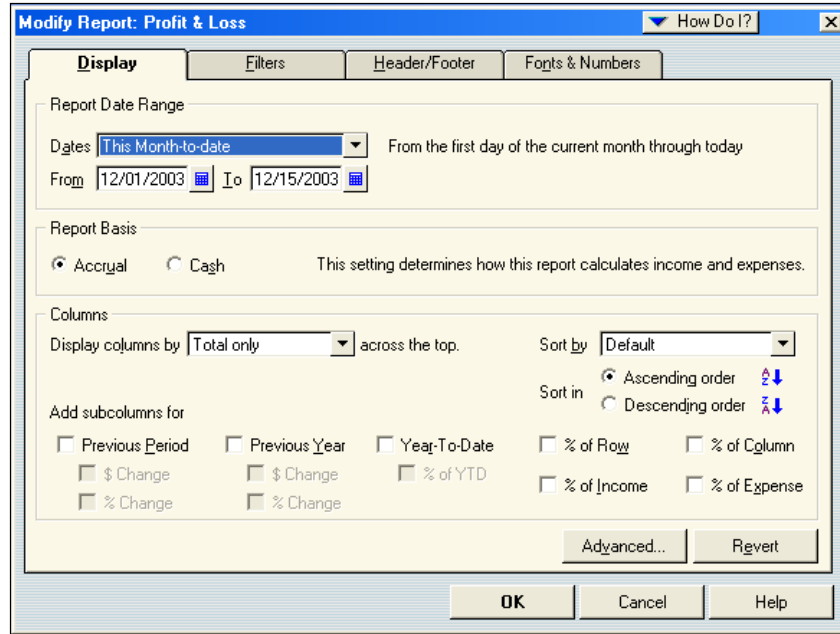 Modify Report: Profit & Loss How Do I? X
Display Filters Header/Footer Fonts & Numbers
Report Date Range
Dates This Month-to-date From the first day of the current month through today
From 12/01/2003 To 12/15/2003
Report Basis
Accrual Cash This setting determines how this report calculates income and expenses.
Columns
Display columns by Total only across the top. Sort by Default
Sort in Ascending order A Z
Descending order Z A
Add subcolumns for
Previous Period Previous Year Year-To-Date % of Row % of Column
$ Change $ Change % of YTD
% Change % Change % of Income % of Expense
Advanced... Revert
OK Cancel Help